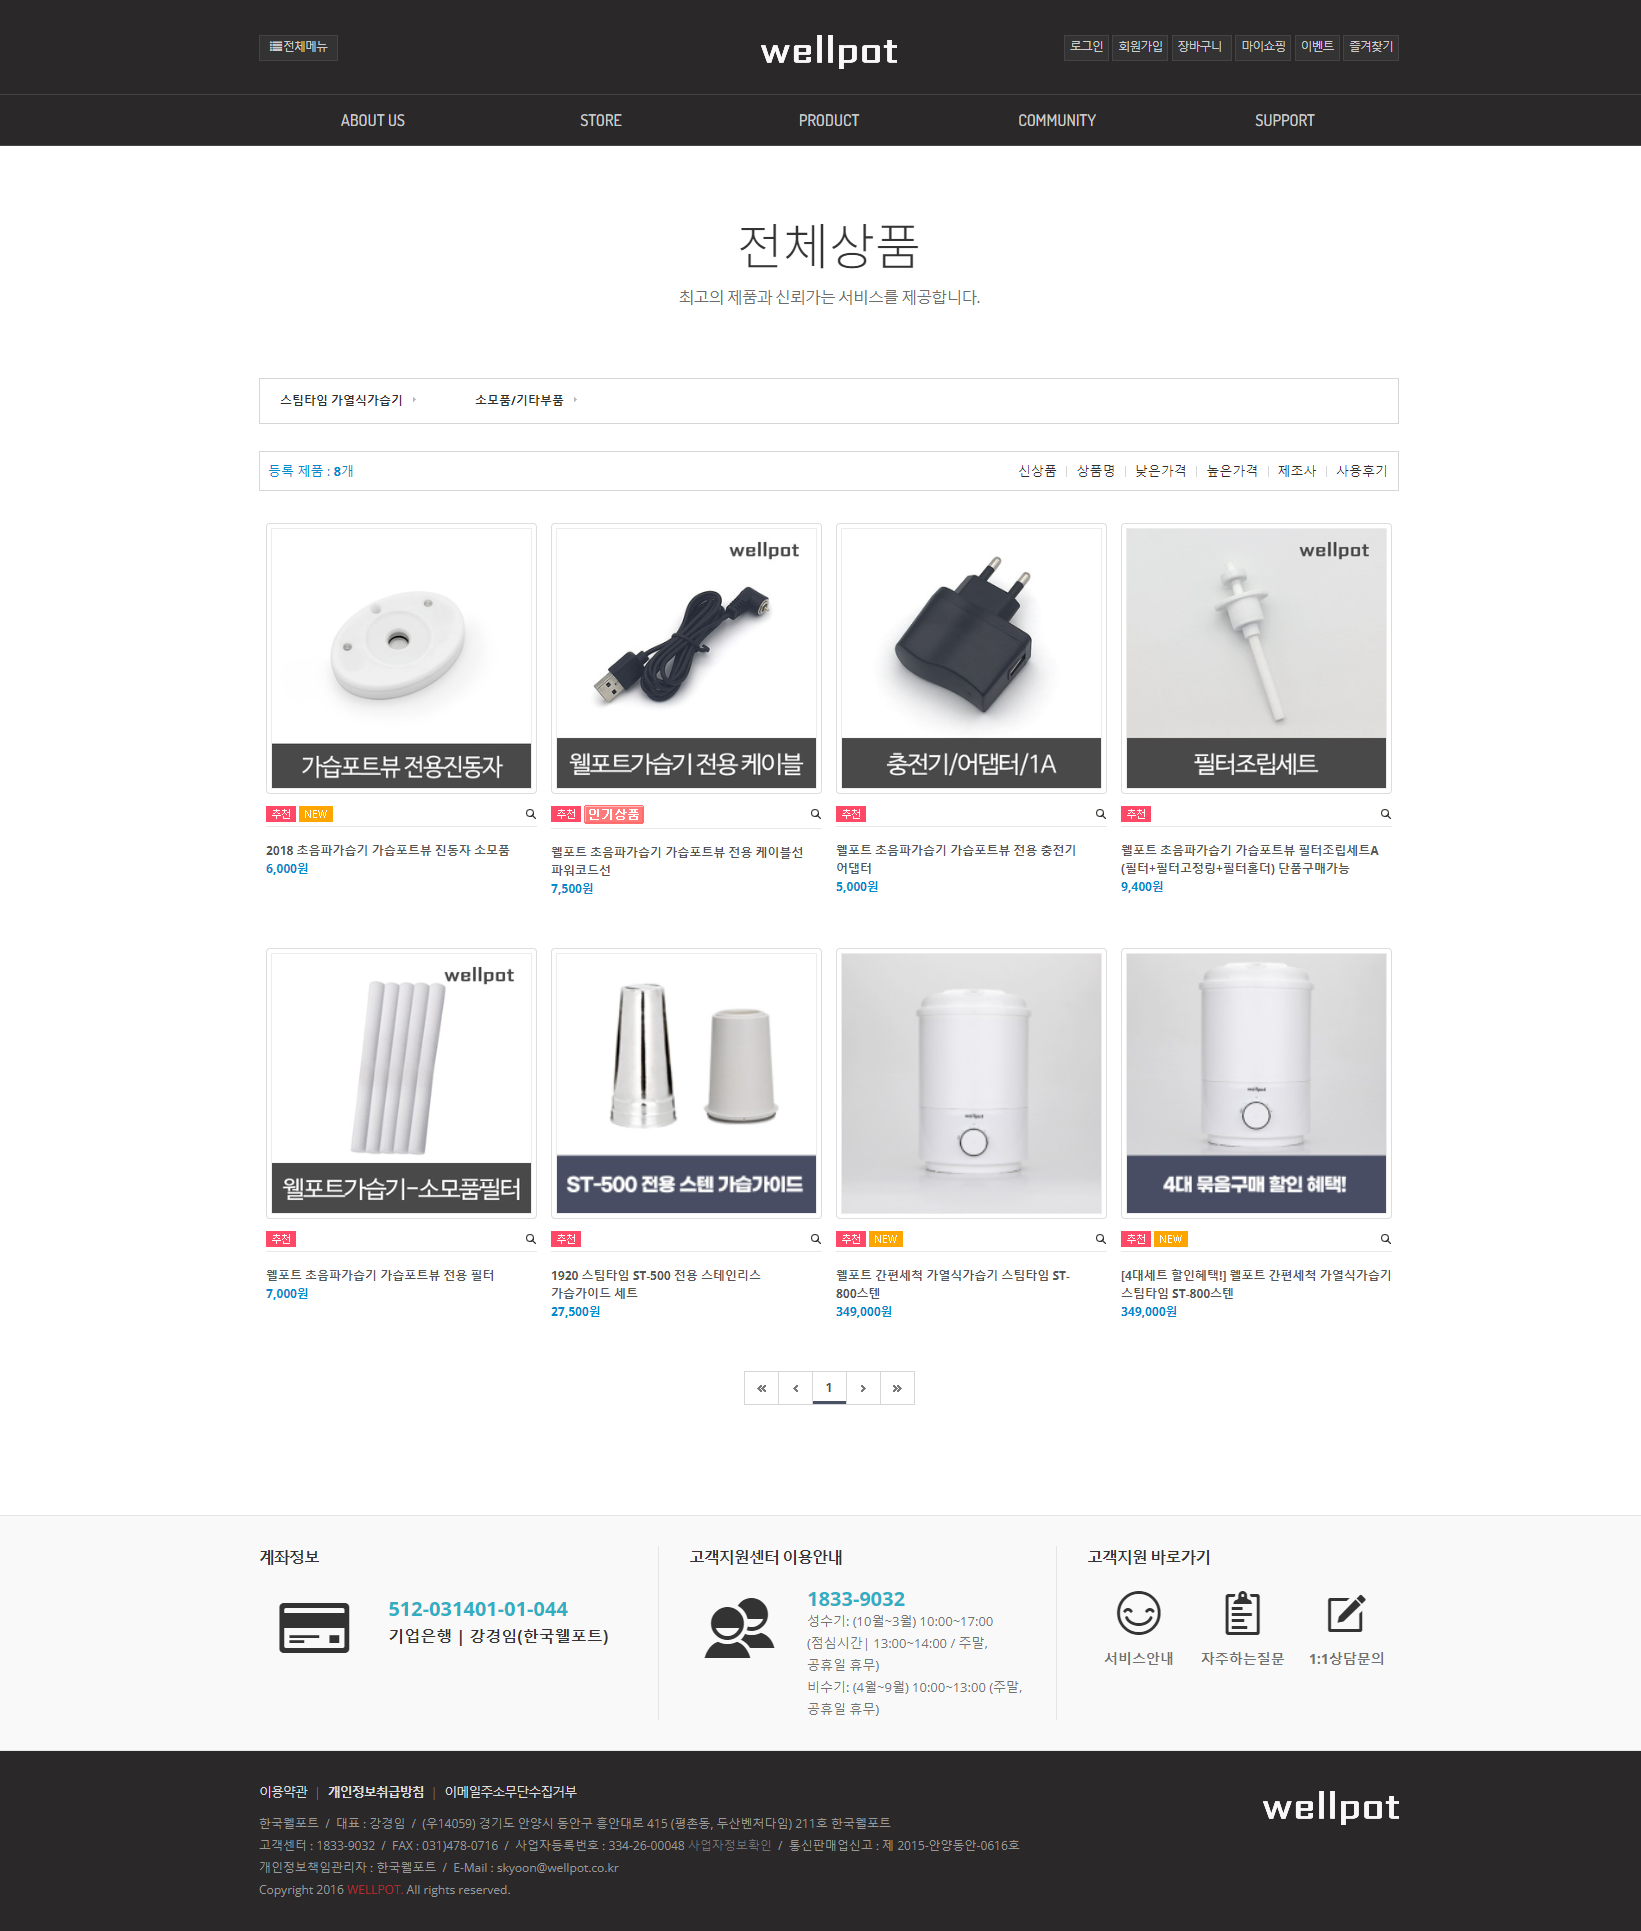 전체메뉴
wellpot
로그인 회원가입 장바구니 마이쇼핑 이벤트 즐겨찾기
ABOUT US STORE PRODUCT COMMUNITY SUPPORT
전체상품
최고의 제품과 신뢰가는 서비스를 제공합니다.
스팀타임 가열식가습기 소모품/기타부품
등록 제품 : 8개
신상품 상품명 낮은가격 높은가격 제조사 사용후기
가습포트뷰 전용진동자
추천 NEW
2018 초음파가습기 가습포트뷰 진동자 소모품
6,000원
wellpot
웰포트가습기 전용 케이블
추천 인기상품
웰포트 초음파가습기 가습포트뷰 전용 케이블선
파워코드선
7,500원
충전기/어댑터/1A
추천
웰포트 초음파가습기 가습포트뷰 전용 충전기
어댑터
5,000원
wellpot
필터조립세트
추천
웰포트 초음파가습기 가습포트뷰 필터조립세트A
(필터+필터고정링+필터홀더) 단품구매가능
9,400원
wellpot
웰포트가습기-소모품필터
추천
웰포트 초음파가습기 가습포트뷰 전용 필터
7,000원
ST-500 전용 스텐 가습가이드
추천
1920 스팀타임 ST-500 전용 스테인리스
가습가이드 세트
27,500원
wellpot
추천 NEW
웰포트 간편세척 가열식가습기 스팀타임 ST-
800스텐
349,000원
wellpot
4대 묶음구매 할인 혜택!
추천 NEW
[4대세트 할인혜택!] 웰포트 간편세척 가열식가습기
스팀타임 ST-800스텐
349,000원
« ‹ 1 › »
계좌정보
512-031401-01-044
기업은행 | 강경임(한국웰포트)
고객지원센터 이용안내
1833-9032
성수기: (10월~3월) 10:00~17:00
(점심시간| 13:00~14:00 / 주말,
공휴일 휴무)
비수기: (4월~9월) 10:00~13:00 (주말,
공휴일 휴무)
고객지원 바로가기
서비스안내 자주하는질문 1:1상담문의
이용약관 | 개인정보취급방침 | 이메일주소무단수집거부
한국웰포트 / 대표 : 강경임 / (우14059) 경기도 안양시 동안구 흥안대로 415 (평촌동, 두산벤처다임) 211호 한국웰포트
고객센터 : 1833-9032 / FAX : 031)478-0716 / 사업자등록번호 : 334-26-00048 사업자정보확인 / 통신판매업신고 : 제 2015-안양동안-0616호
개인정보책임관리자 : 한국웰포트 / E-Mail : skyoon@wellpot.co.kr
Copyright 2016 WELLPOT. All rights reserved.
wellpot